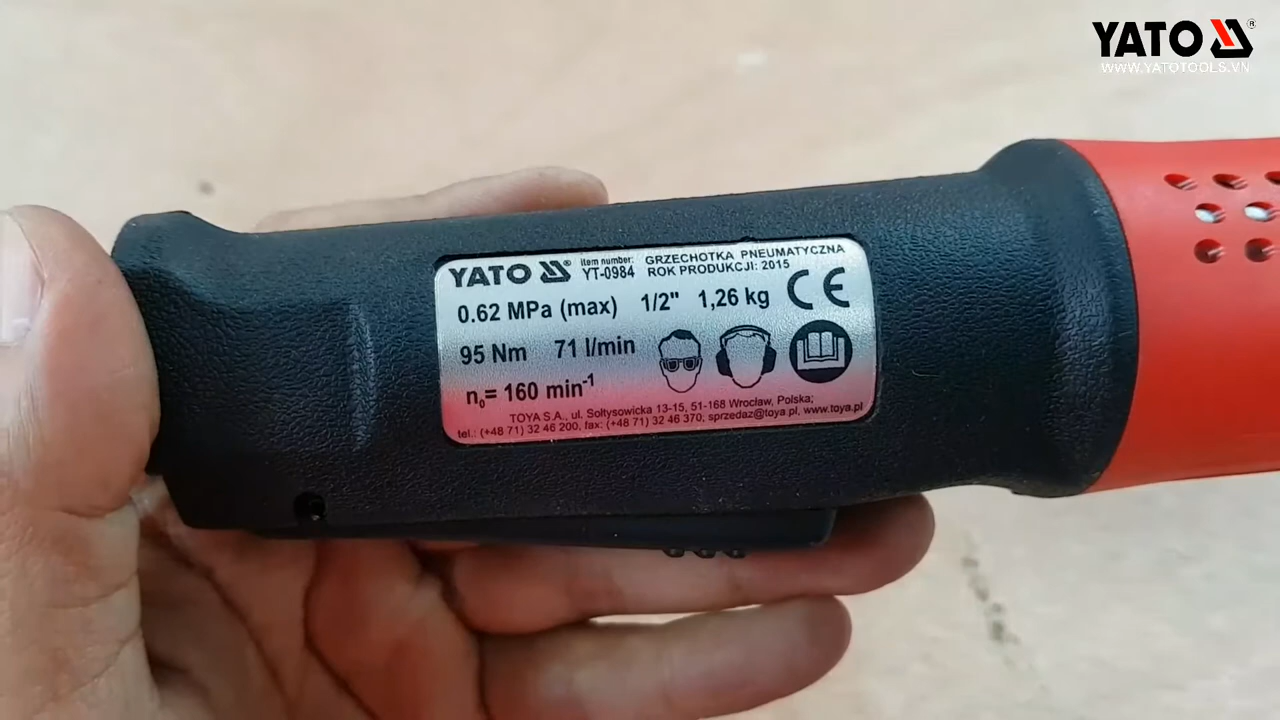 YATO®
WWW.YATOTOOLS.VN
YATO® Item number: YT-0984
GRZECHOTKA PNEUMATYCZNA
ROK PRODUKCJI: 2015
0.62 MPa (max) 1/2" 1,26 kg CE
95 Nm 71 l/min
n₀= 160 min⁻¹
TOYA S.A., ul. Sołtysowicka 13-15, 51-168 Wrocław, Polska;
tel.: (+48 71) 32 46 200, fax: (+48 71) 32 46 370, sprzedaz@toya.pl, www.toya.pl